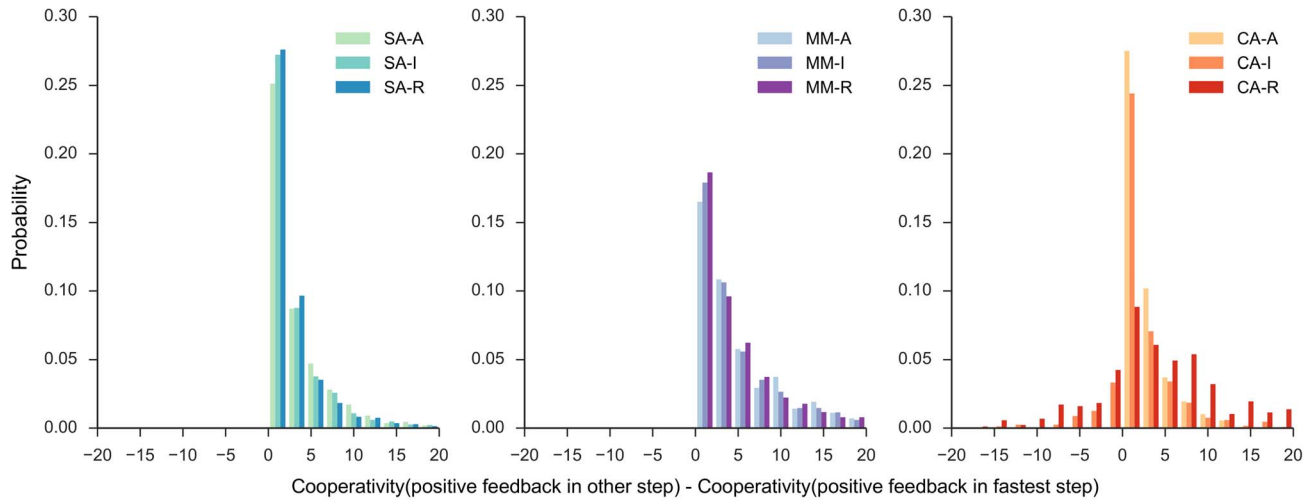 0.30 0.30 0.30
SA-A MM-A CA-A
SA-I MM-I CA-I
SA-R MM-R CA-R
0.25 0.25 0.25
0.20 0.20 0.20
0.15 0.15 0.15
0.10 0.10 0.10
0.05 0.05 0.05
0.00 0.00 0.00
Probability
−20 −15 −10 −5 0 5 10 15 20 −20 −15 −10 −5 0 5 10 15 20 −20 −15 −10 −5 0 5 10 15 20
Cooperativity(positive feedback in other step) - Cooperativity(positive feedback in fastest step)